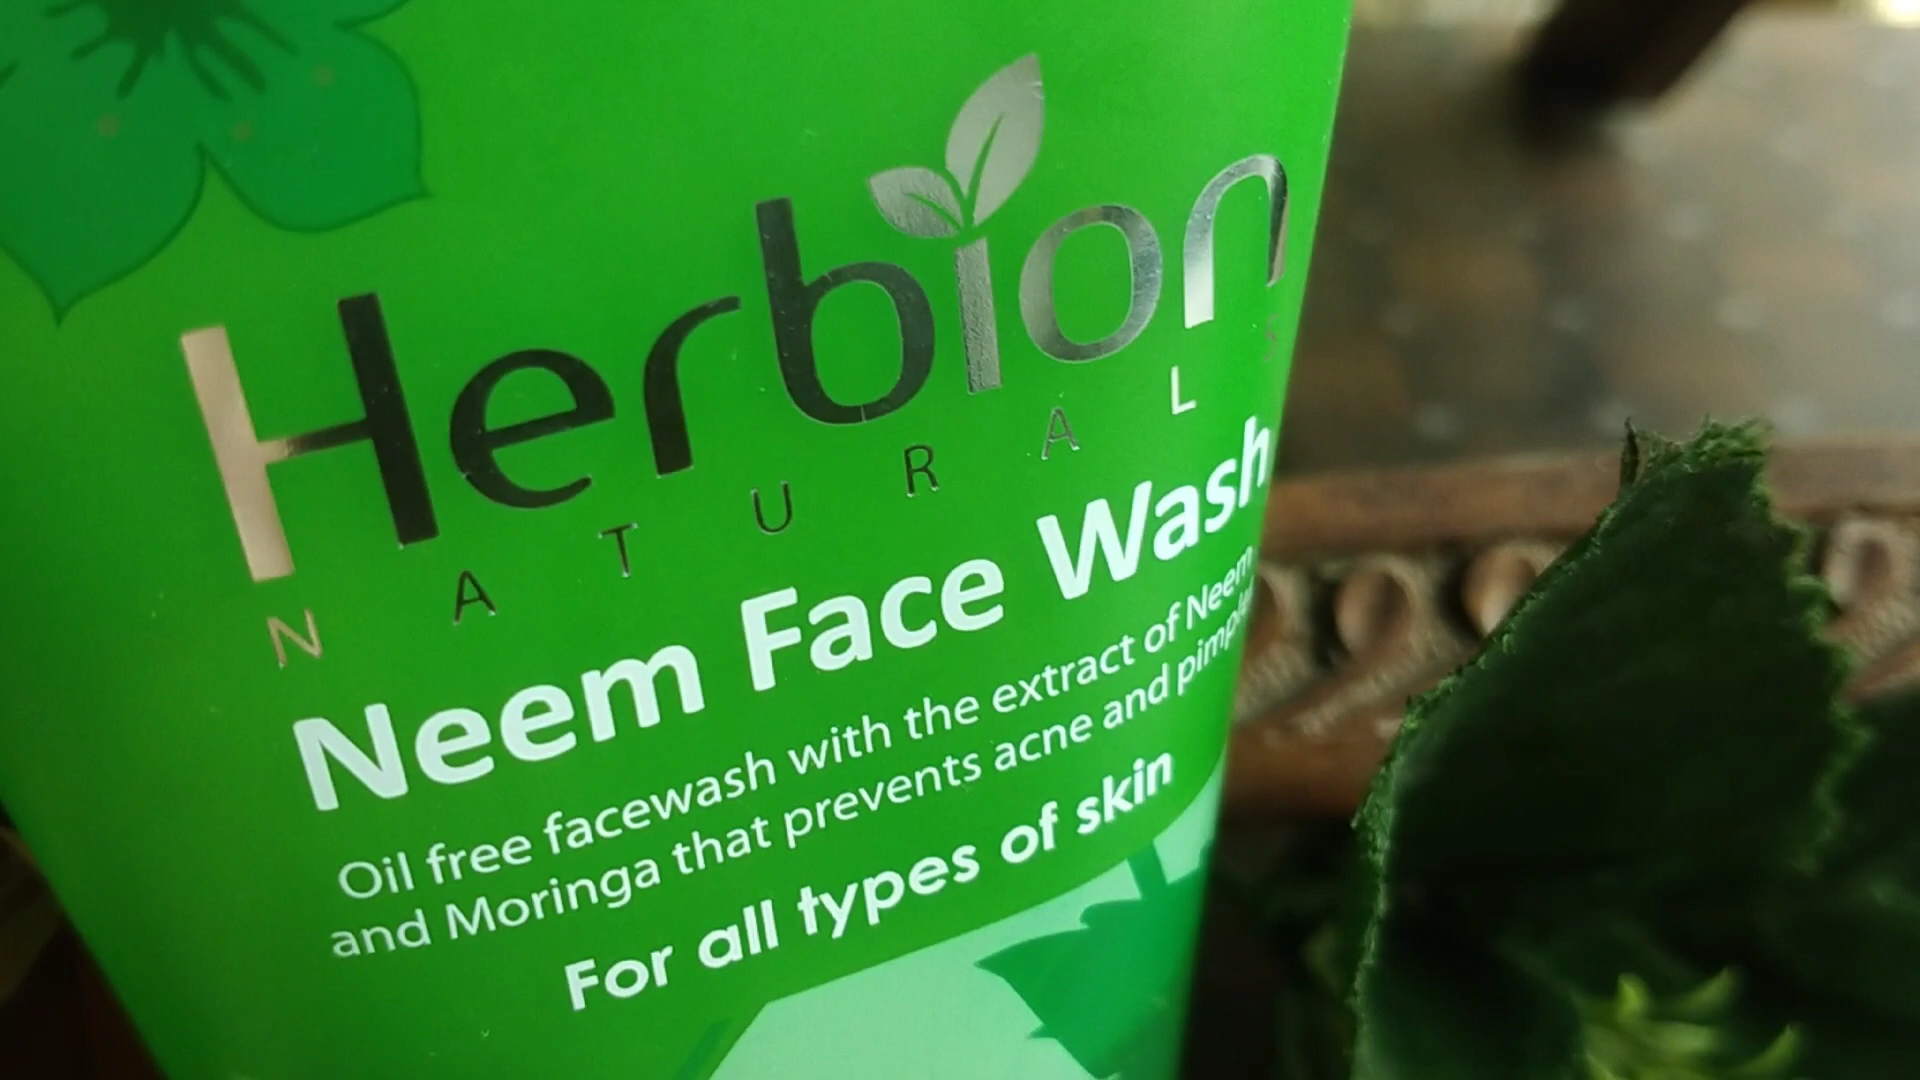 Herbion
NATURALS
Neem Face Wash
Oil free facewash with the extract of Neem
and Moringa that prevents acne and
For all types of skin